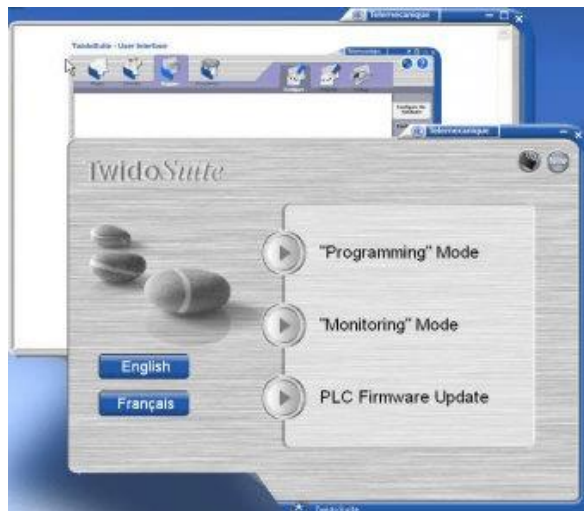 Telemecanique
TwidoSuite - User Interface
Telemecanique
TwidoSuite
"Programming" Mode
"Monitoring" Mode
English
Français
PLC Firmware Update
TwidoSuite